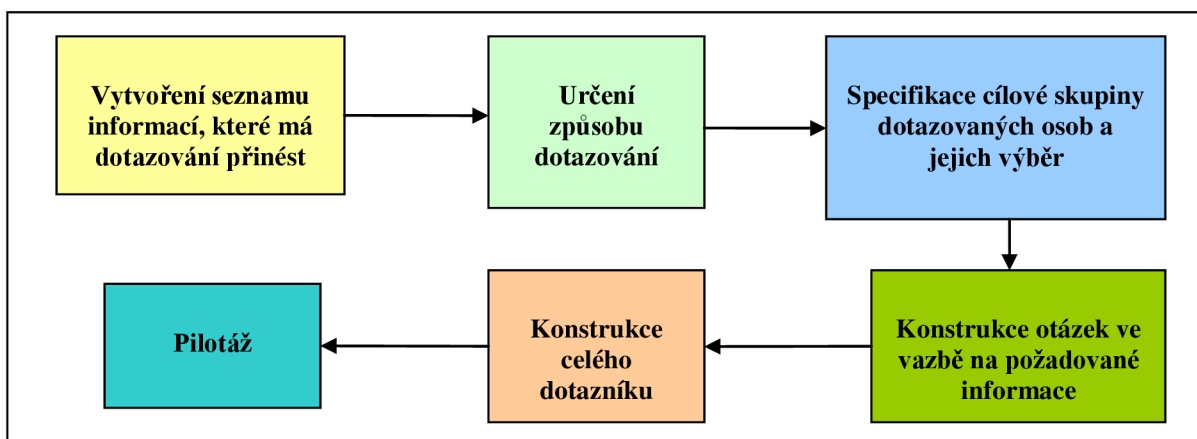 Vytvoření seznamu
informací, které má
dotazování přinést
Určení
způsobu
dotazování
Specifikace cílové skupiny
dotazovaných osob a
jejich výběr
Konstrukce otázek ve
vazbě na požadované
informace
Konstrukce
celého
dotazníku
Pilotáž